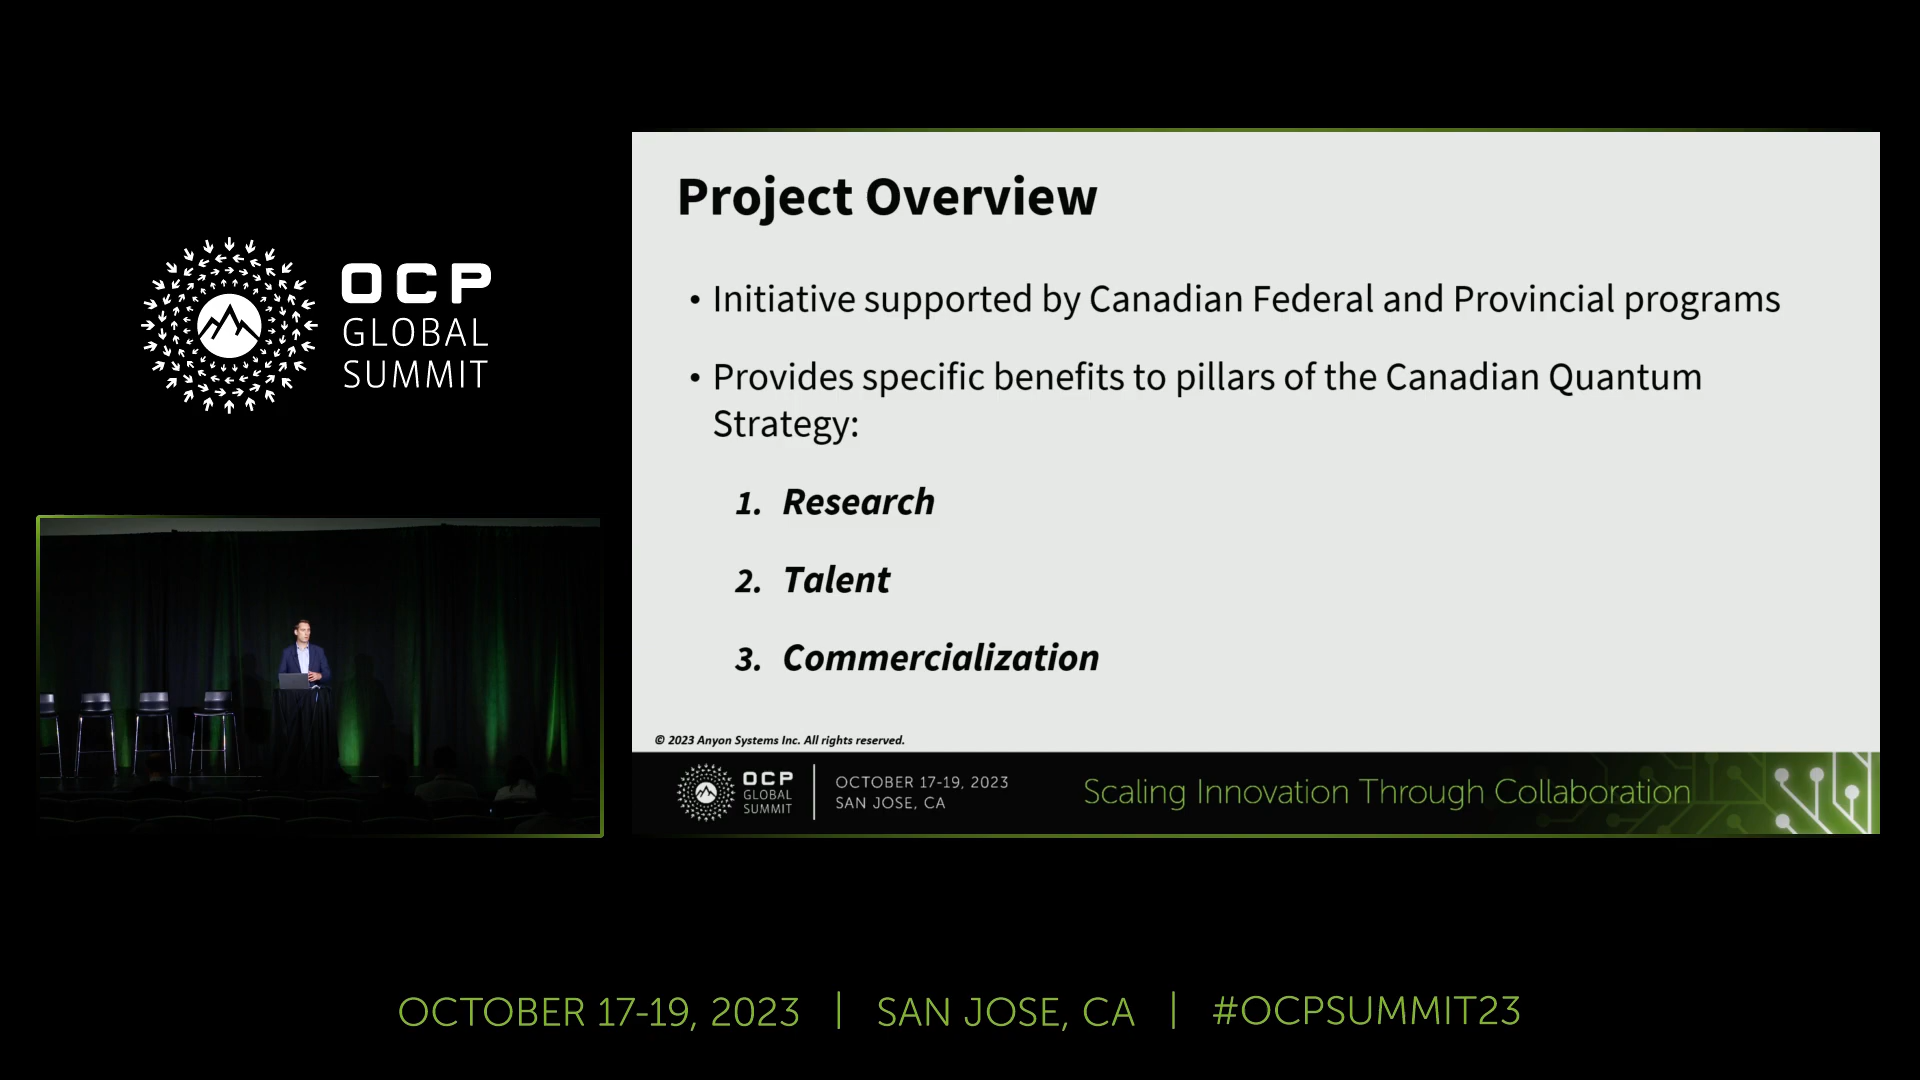 OCP
GLOBAL
SUMMIT
Project Overview
• Initiative supported by Canadian Federal and Provincial programs
• Provides specific benefits to pillars of the Canadian Quantum
Strategy:
1. Research
2. Talent
3. Commercialization
© 2023 Anyon Systems Inc. All rights reserved.
OCP
GLOBAL
SUMMIT
OCTOBER 17-19, 2023
SAN JOSE, CA
Scaling Innovation Through Collaboration
OCTOBER 17-19, 2023 | SAN JOSE, CA | #OCPSUMMIT23